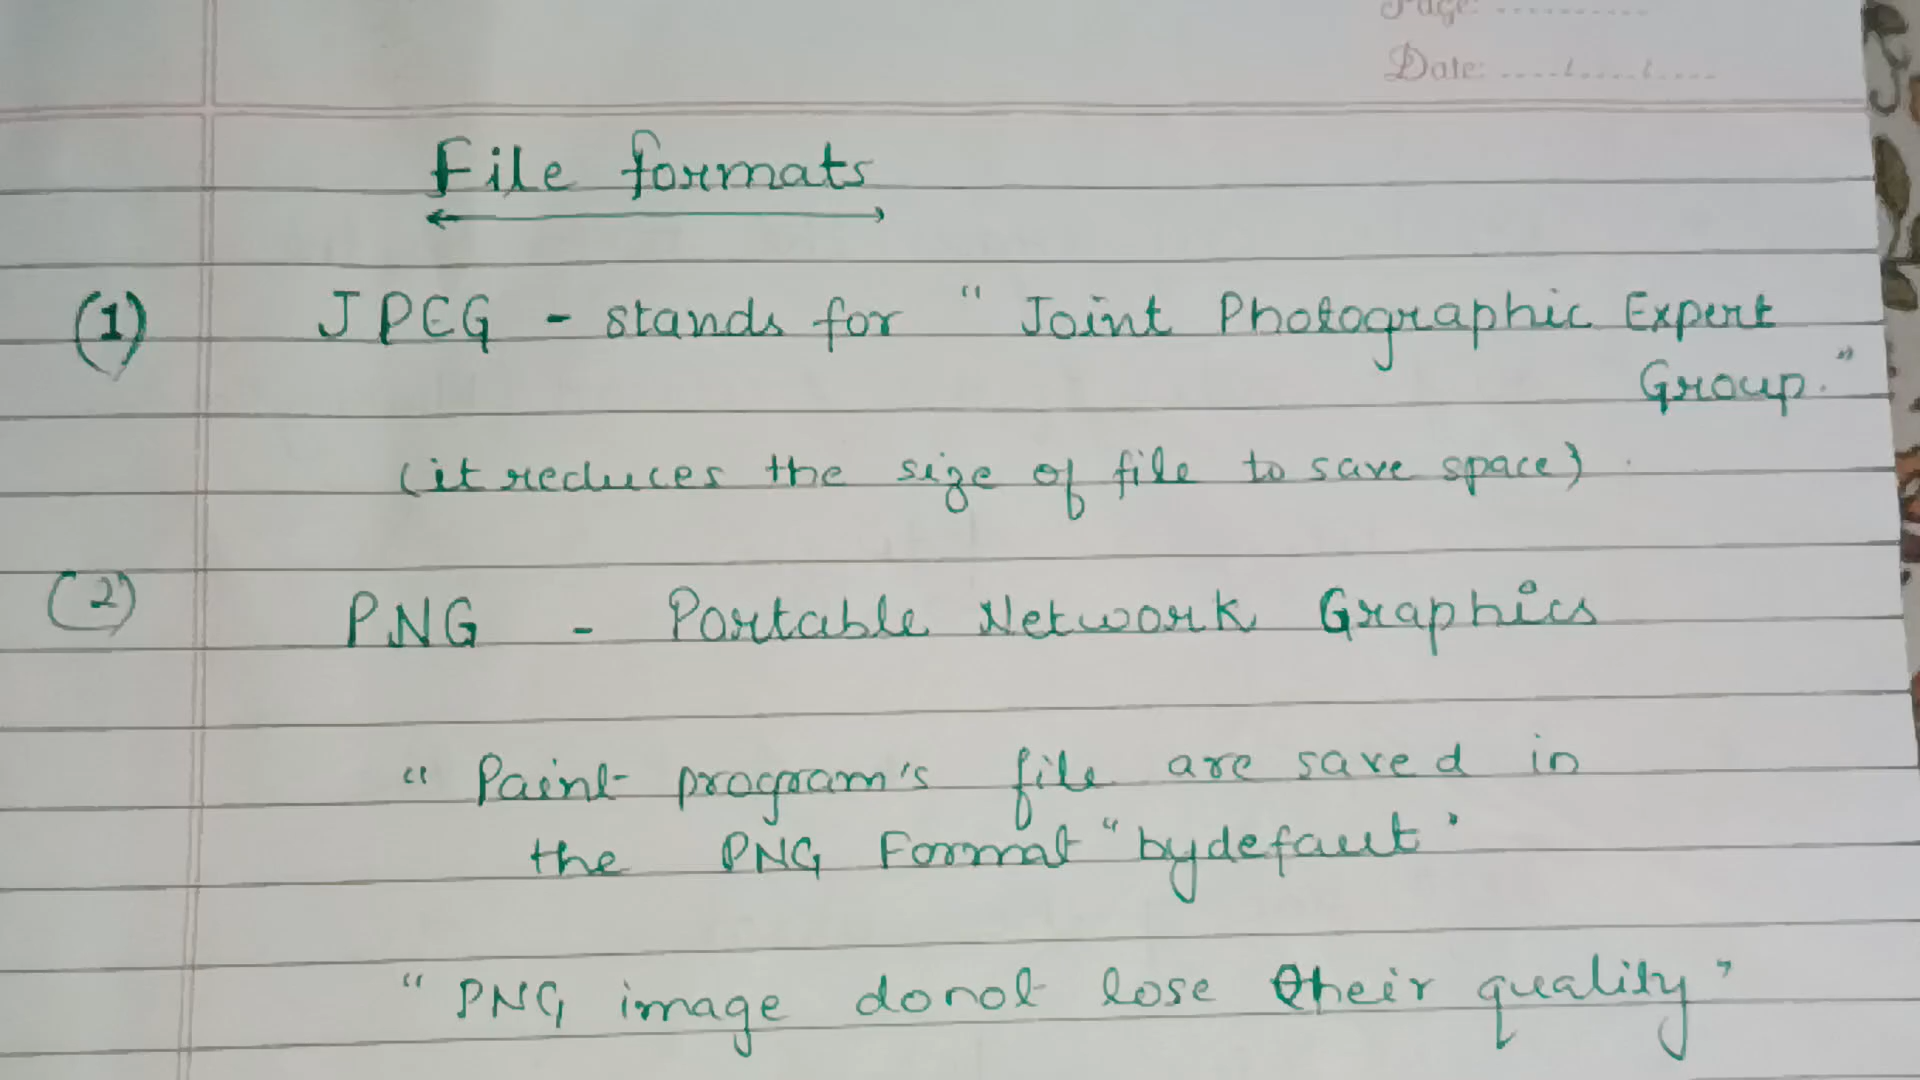 Page: ...........
Date: ..../..../....
File formats
(1) JPEG - stands for " Joint Photographic Expert
Group."
(it reduces the size of file to save space)
(2) PNG - Portable Network Graphics
" Paint program's file are saved in
the PNG Format "bydefault"
" PNG image donot lose their quality"